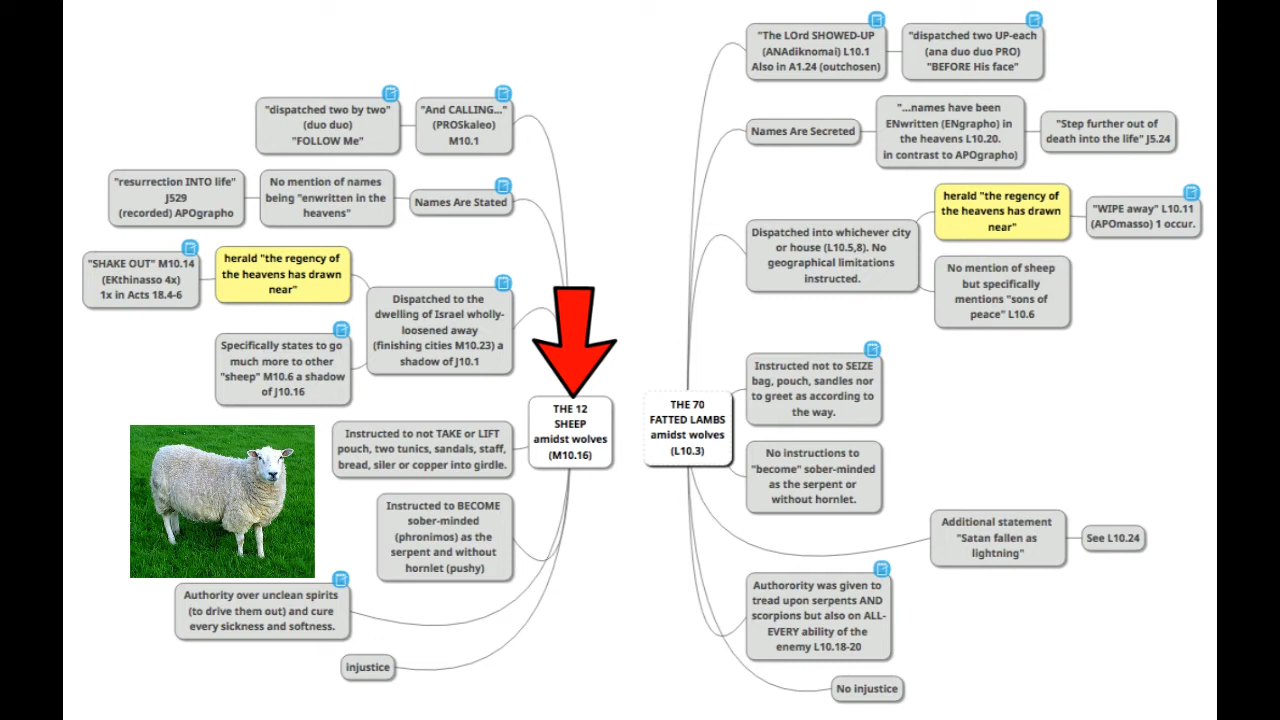 "dispatched two by two"
(duo duo)
"FOLLOW Me"
"And CALLING..."
(PROSkaleo)
M10.1
"resurrection INTO life"
J529
(recorded) APOgrapho
No mention of names
being "enwritten in the
heavens"
Names Are Stated
"SHAKE OUT" M10.14
(EKthinasso 4x)
1x in Acts 18.4-6
herald "the regency of
the heavens has drawn
near"
Dispatched to the
dwelling of Israel wholly-
loosened away
(finishing cities M10.23) a
shadow of J10.1
Specifically states to go
much more to other
"sheep" M10.6 a shadow
of J10.16
THE 12
SHEEP
amidst wolves
(M10.16)
Instructed to not TAKE or LIFT
pouch, two tunics, sandals, staff,
bread, siler or copper into girdle.
Instructed to BECOME
sober-minded
(phronimos) as the
serpent and without
hornlet (pushy)
Authority over unclean spirits
(to drive them out) and cure
every sickness and softness.
injustice
"The LOrd SHOWED-UP
(ANAdiknomai) L10.1
Also in A1.24 (outchosen)
"dispatched two UP-each
(ana duo duo PRO)
"BEFORE His face"
Names Are Secreted
"...names have been
ENwritten (ENgrapho) in
the heavens L10.20.
in contrast to APOgrapho)
"Step further out of
death into the life" J5.24
Dispatched into whichever city
or house (L10.5,8). No
geographical limitations
instructed.
herald "the regency of
the heavens has drawn
near"
"WIPE away" L10.11
(APOmasso) 1 occur.
No mention of sheep
but specifically
mentions "sons of
peace" L10.6
THE 70
FATTED LAMBS
amidst wolves
(L10.3)
Instructed not to SEIZE
bag, pouch, sandles nor
to greet as according to
the way.
No instructions to
"become" sober-minded
as the serpent or
without hornlet.
Additional statement
"Satan fallen as
lightning"
See L10.24
Authorority was given to
tread upon serpents AND
scorpions but also on ALL-
EVERY ability of the
enemy L10.18-20
No injustice